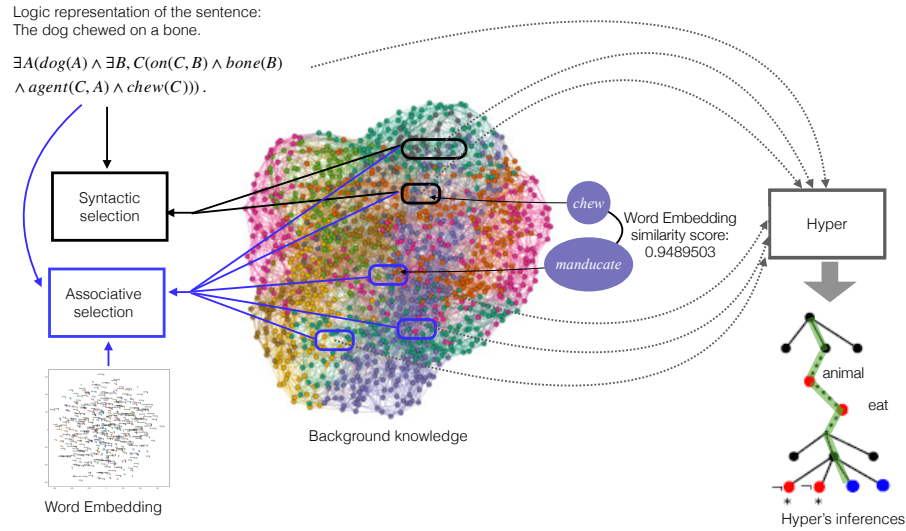 Logic representation of the sentence:
The dog chewed on a bone.
∃A(dog(A) ∧ ∃B, C(on(C, B) ∧ bone(B)
∧ agent(C, A) ∧ chew(C))) .
Syntactic
selection
Associative
selection
Word Embedding
Background knowledge
chew
manducate
Word Embedding
similarity score:
0.9489503
Hyper
animal
eat
¬ ¬
* *
Hyper's inferences